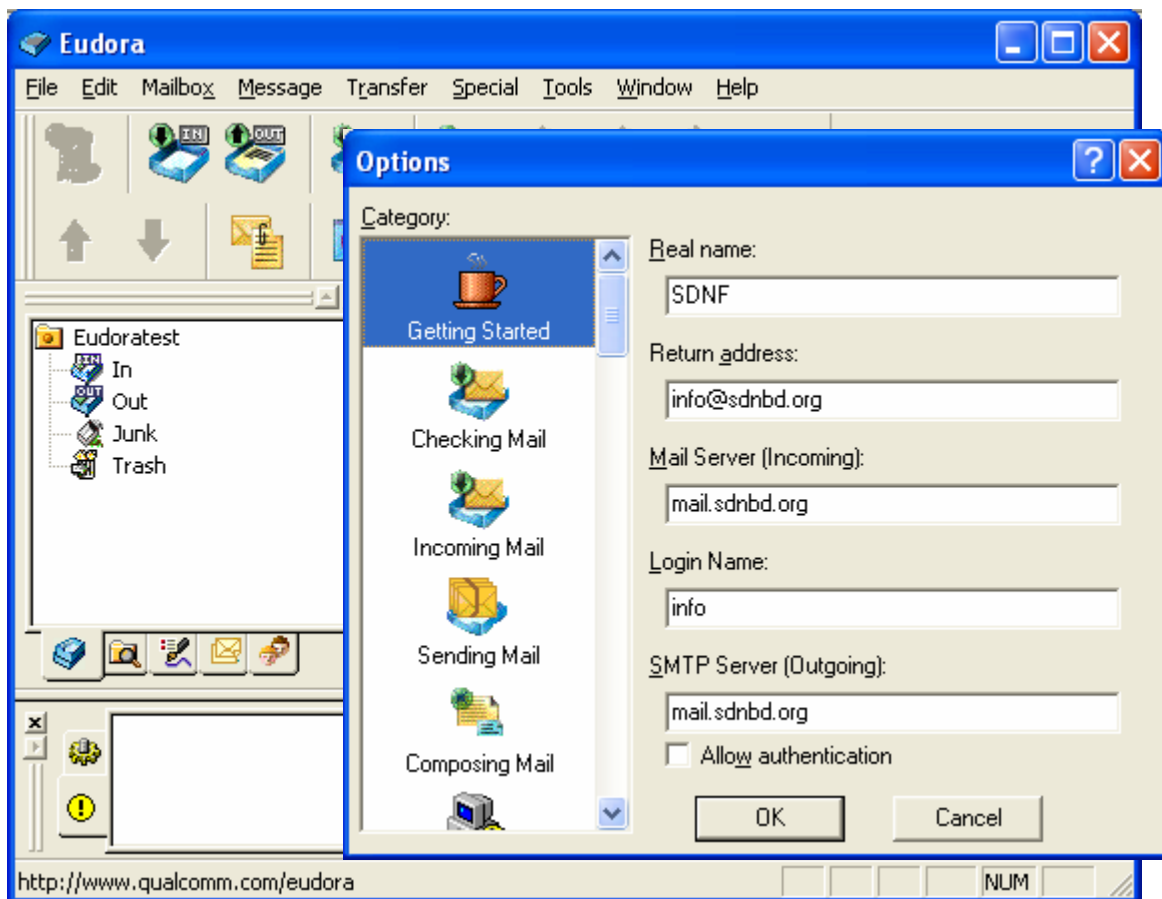 Eudora
File Edit Mailbox Message Transfer Special Tools Window Help
IN OUT
Options
Category:
Getting Started
Checking Mail
Incoming Mail
Sending Mail
Composing Mail
Real name:
SDNF
Return address:
info@sdnbd.org
Mail Server (Incoming):
mail.sdnbd.org
Login Name:
info
SMTP Server (Outgoing):
mail.sdnbd.org
Allow authentication
OK Cancel
Eudoratest
In
Out
Junk
Trash
http://www.qualcomm.com/eudora NUM